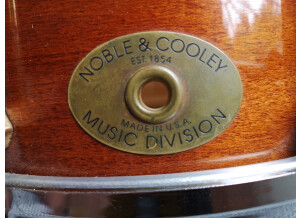 NOBLE & COOLEY
EST 1854
MADE IN U.S.A.
MUSIC DIVISION